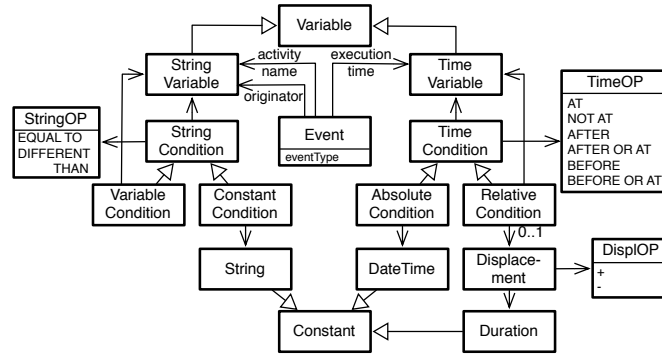 Variable
String
Variable
activity
name
originator
execution
time
Time
Variable
TimeOP
AT
NOT AT
AFTER
AFTER OR AT
BEFORE
BEFORE OR AT
StringOP
EQUAL TO
DIFFERENT
THAN
String
Condition
Event
eventType
Time
Condition
Variable
Condition
Constant
Condition
Absolute
Condition
Relative
Condition
0..1
String
DateTime
Displace-
ment
DisplOP
+
-
Constant
Duration